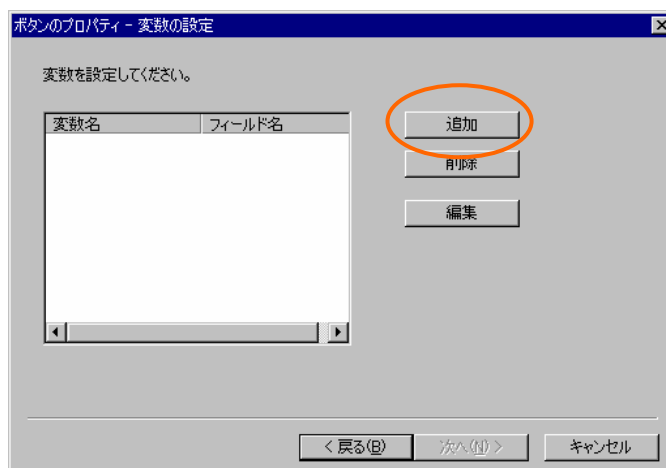 ボタンのプロパティ - 変数の設定
変数を設定してください。
変数名 フィールド名
追加
削除
編集
< 戻る(B) 次へ(N) > キャンセル